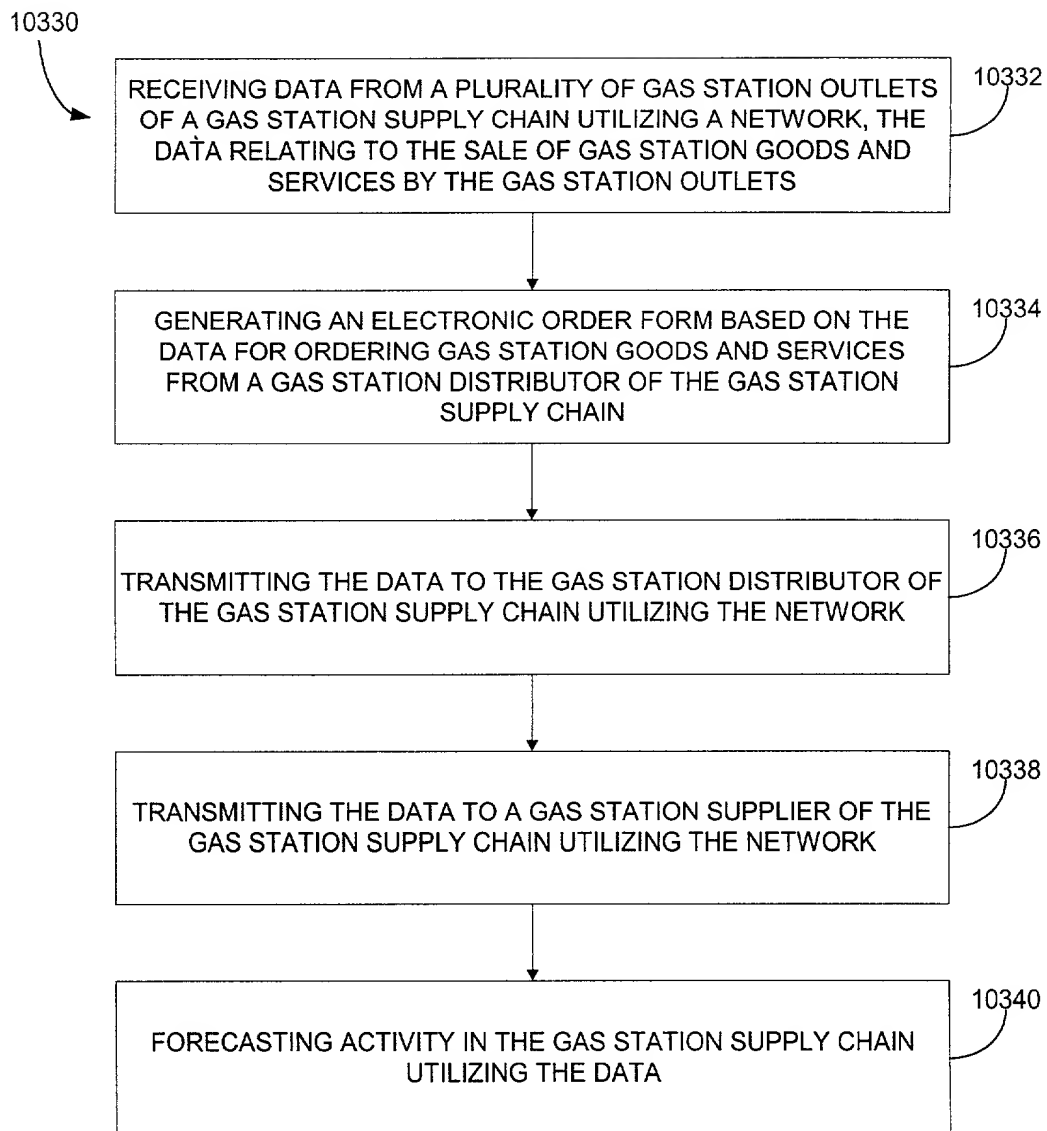 10330
RECEIVING DATA FROM A PLURALITY OF GAS STATION OUTLETS
OF A GAS STATION SUPPLY CHAIN UTILIZING A NETWORK, THE
DATA RELATING TO THE SALE OF GAS STATION GOODS AND
SERVICES BY THE GAS STATION OUTLETS
10332
GENERATING AN ELECTRONIC ORDER FORM BASED ON THE
DATA FOR ORDERING GAS STATION GOODS AND SERVICES
FROM A GAS STATION DISTRIBUTOR OF THE GAS STATION
SUPPLY CHAIN
10334
TRANSMITTING THE DATA TO THE GAS STATION DISTRIBUTOR OF
THE GAS STATION SUPPLY CHAIN UTILIZING THE NETWORK
10336
TRANSMITTING THE DATA TO A GAS STATION SUPPLIER OF THE
GAS STATION SUPPLY CHAIN UTILIZING THE NETWORK
10338
FORECASTING ACTIVITY IN THE GAS STATION SUPPLY CHAIN
UTILIZING THE DATA
10340